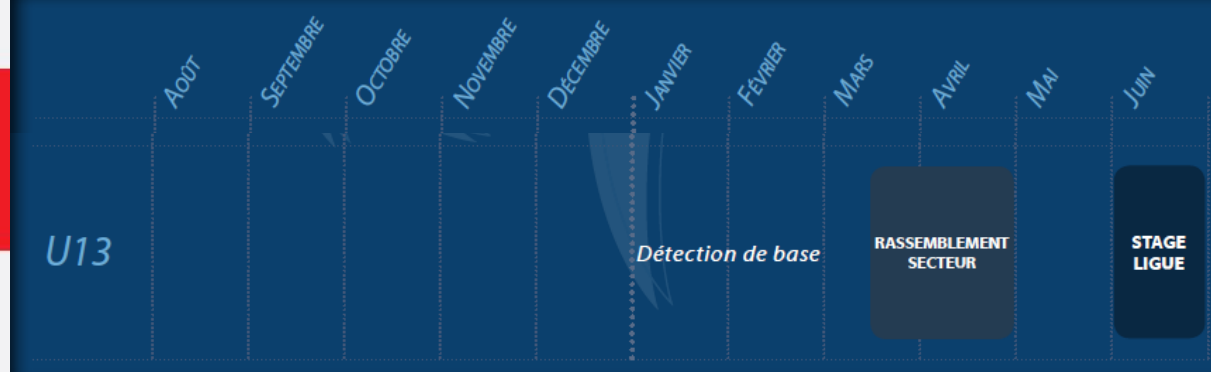 Août
Septembre
Octobre
Novembre
Décembre
Janvier
Février
Mars
Avril
Mai
Juin
U13
Détection de base
RASSEMBLEMENT
SECTEUR
STAGE
LIGUE